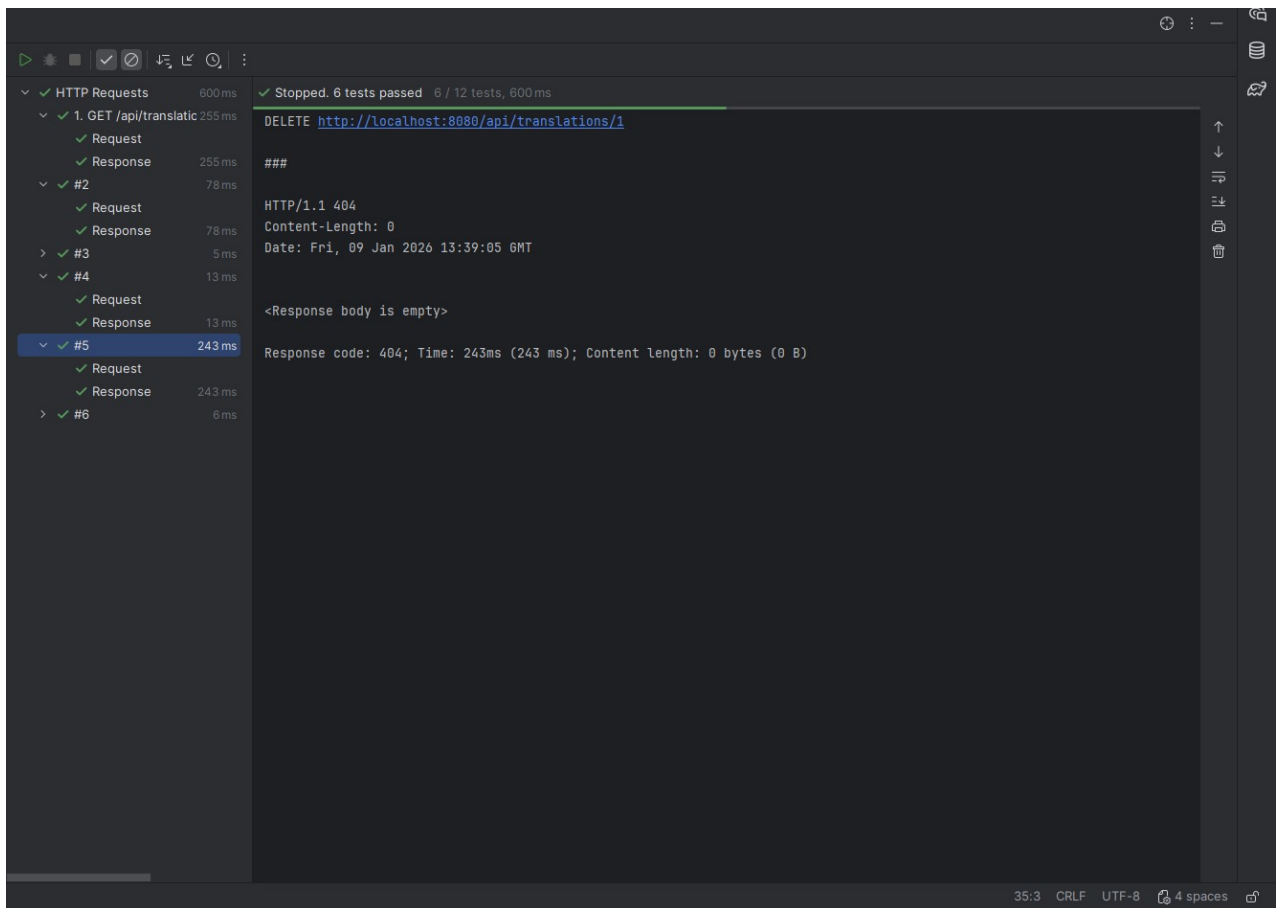 HTTP Requests 600 ms
1. GET /api/translatic 255 ms
Request
Response 255 ms
#2 78 ms
Request
Response 78 ms
#3 5 ms
#4 13 ms
Request
Response 13 ms
#5 243 ms
Request
Response 243 ms
#6 6 ms
Stopped. 6 tests passed 6 / 12 tests, 600 ms
DELETE http://localhost:8080/api/translations/1
###
HTTP/1.1 404
Content-Length: 0
Date: Fri, 09 Jan 2026 13:39:05 GMT
<Response body is empty>
Response code: 404; Time: 243ms (243 ms); Content length: 0 bytes (0 B)
35:3 CRLF UTF-8 4 spaces